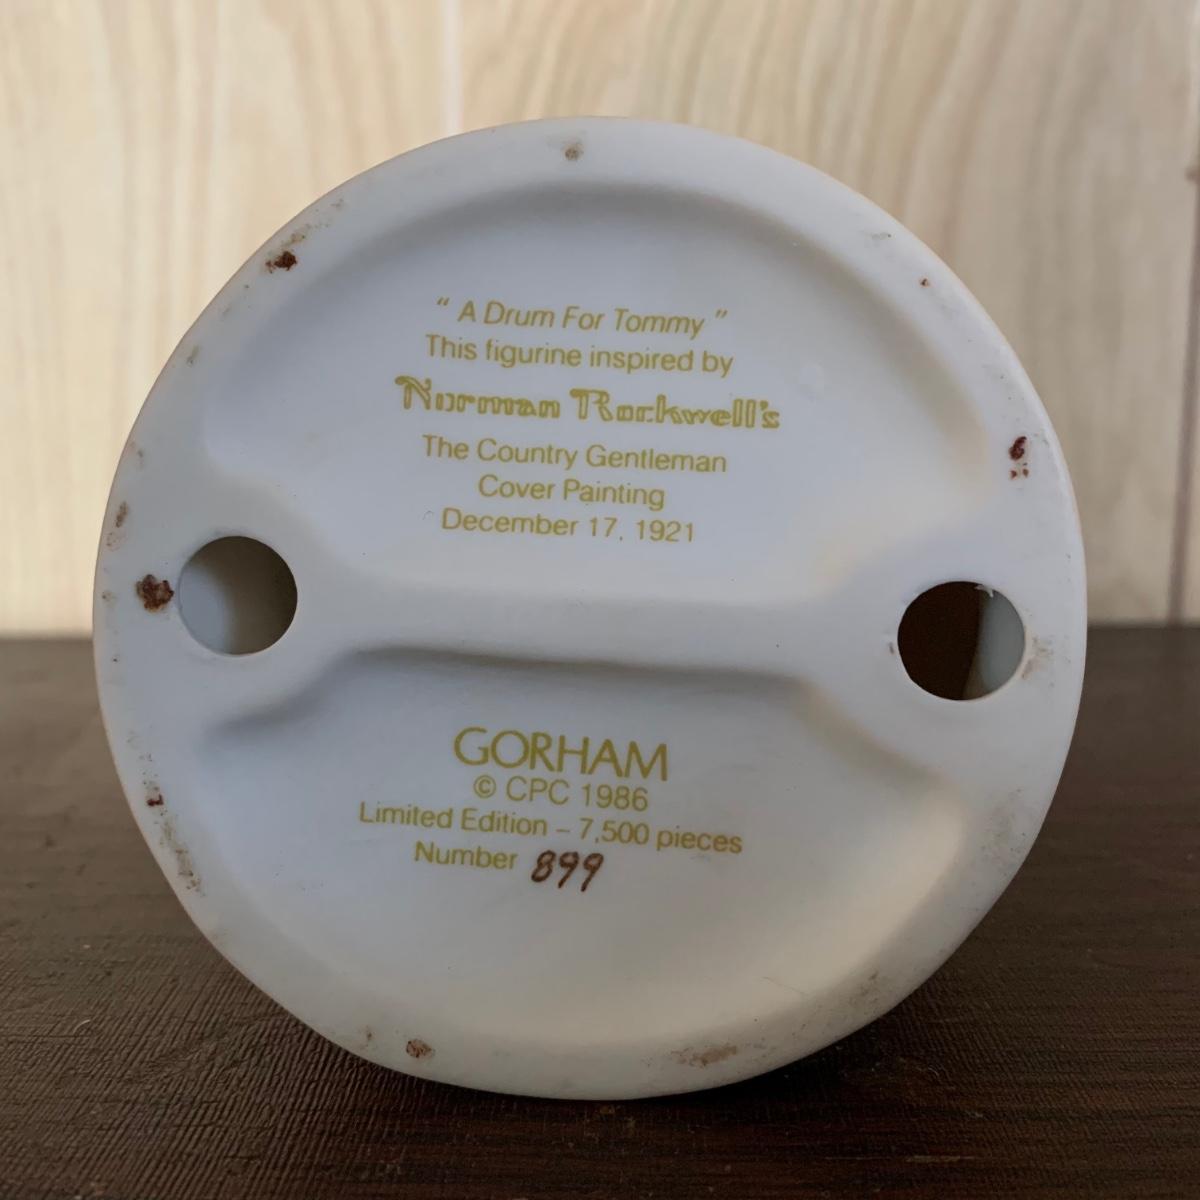 “ A Drum For Tommy ”
This figurine inspired by
Norman Rockwell's
The Country Gentleman
Cover Painting
December 17, 1921
GORHAM
© CPC 1986
Limited Edition – 7,500 pieces
Number 899